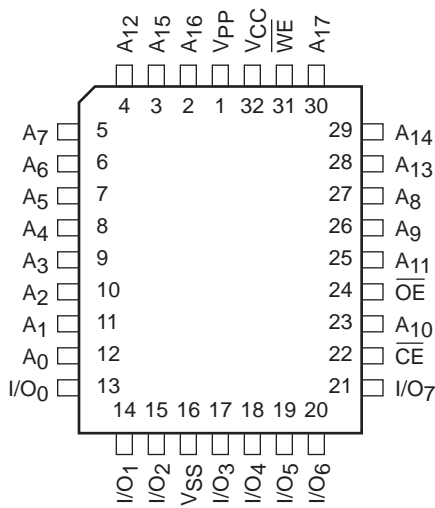 A12 A15 A16 VPP VCC W̅E̅ A17
4 3 2 1 32 31 30
A7 5 29 A14
A6 6 28 A13
A5 7 27 A8
A4 8 26 A9
A3 9 25 A11
A2 10 24 O̅E̅
A1 11 23 A10
A0 12 22 C̅E̅
I/O0 13 21 I/O7
14 15 16 17 18 19 20
I/O1 I/O2 VSS I/O3 I/O4 I/O5 I/O6